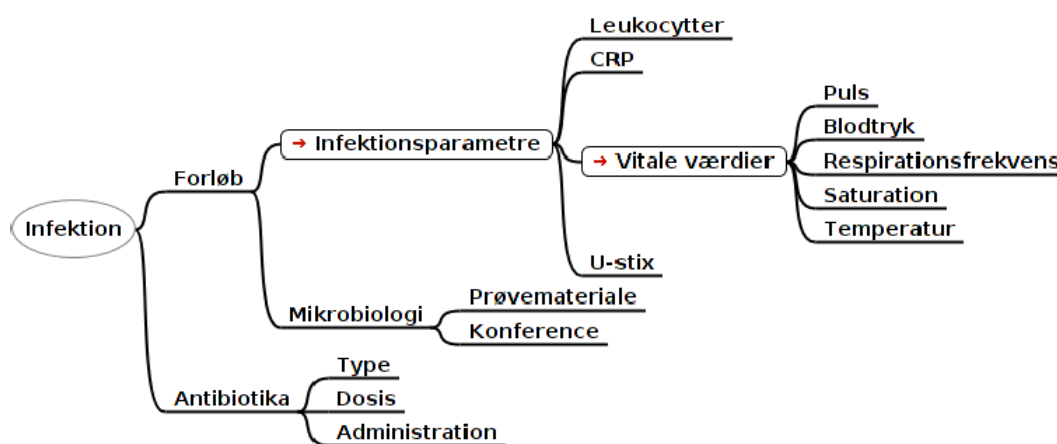 Leukocytter
CRP
Puls
Blodtryk
Respirationsfrekvens
Saturation
Temperatur
→ Vitale værdier
U-stix
→ Infektionsparametre
Forløb
Infektion
Mikrobiologi
Prøvemateriale
Konference
Antibiotika
Type
Dosis
Administration